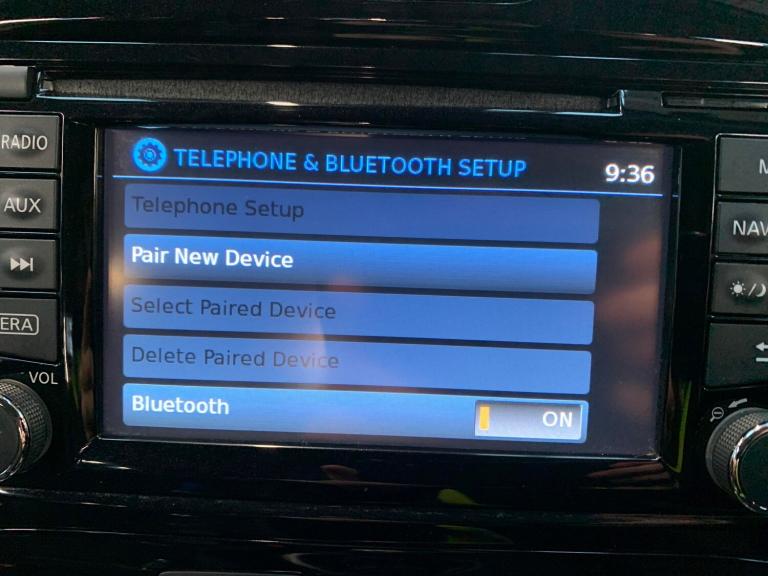 RADIO
AUX
ERA
VOL
TELEPHONE & BLUETOOTH SETUP
9:36
Telephone Setup
Pair New Device
Select Paired Device
Delete Paired Device
Bluetooth
ON
M
NAV